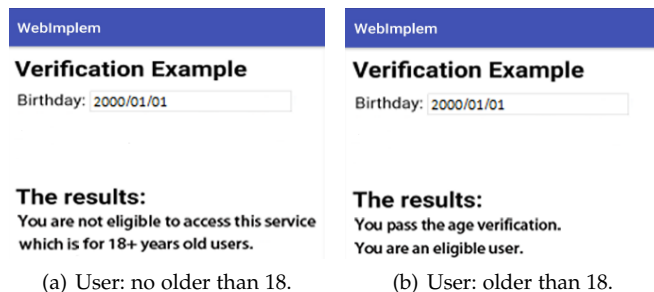 WebImplem
Verification Example
Birthday: 2000/01/01
The results:
You are not eligible to access this service
which is for 18+ years old users.
(a) User: no older than 18.
WebImplem
Verification Example
Birthday: 2000/01/01
The results:
You pass the age verification.
You are an eligible user.
(b) User: older than 18.